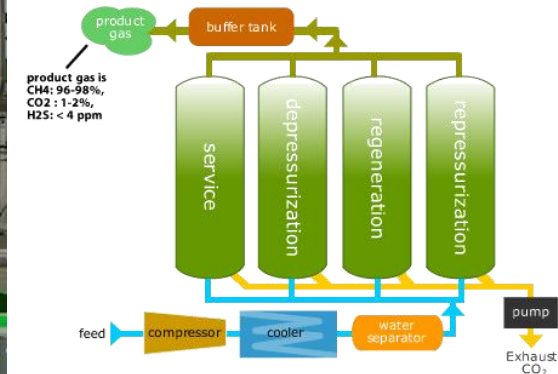 product
gas
buffer tank
product gas is
CH4: 96-98%,
CO2 : 1-2%,
H2S: < 4 ppm
service
depressurization
regeneration
repressurization
feed
compressor
cooler
water
separator
pump
Exhaust
CO₂